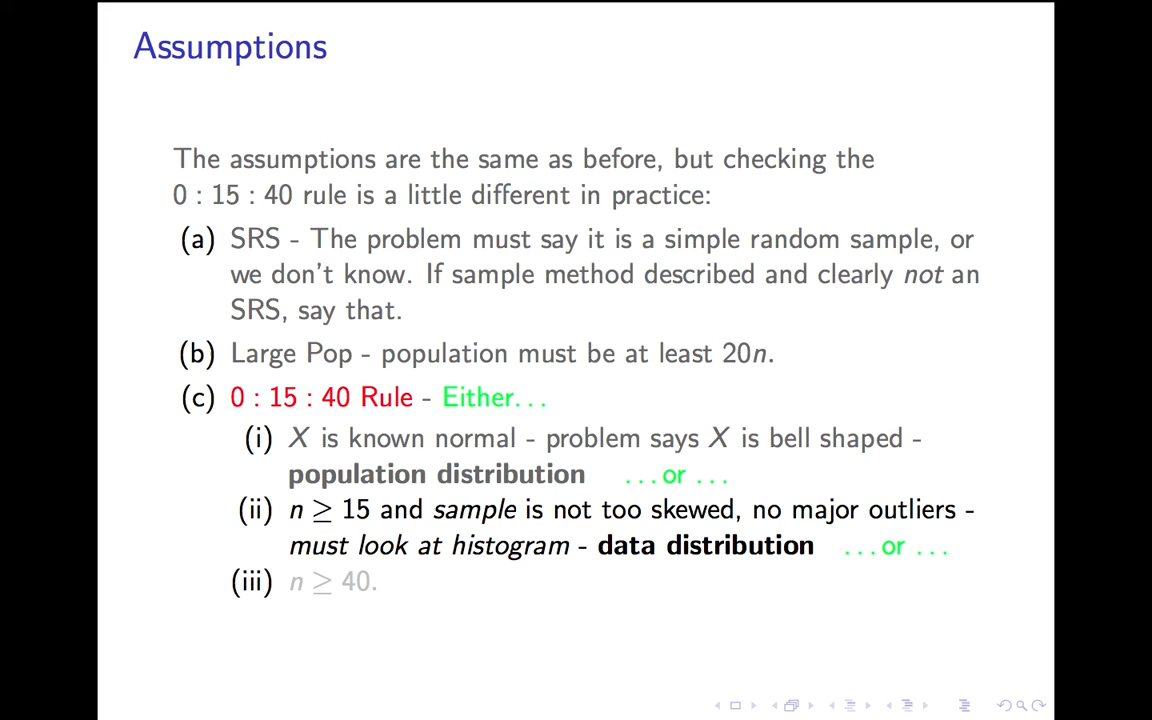 Assumptions
The assumptions are the same as before, but checking the
0 : 15 : 40 rule is a little different in practice:
(a) SRS - The problem must say it is a simple random sample, or
we don't know. If sample method described and clearly not an
SRS, say that.
(b) Large Pop - population must be at least 20n.
(c) 0 : 15 : 40 Rule - Either...
(i) X is known normal - problem says X is bell shaped -
population distribution ...or ...
(ii) n ≥ 15 and sample is not too skewed, no major outliers -
must look at histogram - data distribution ...or ...
(iii) n ≥ 40.